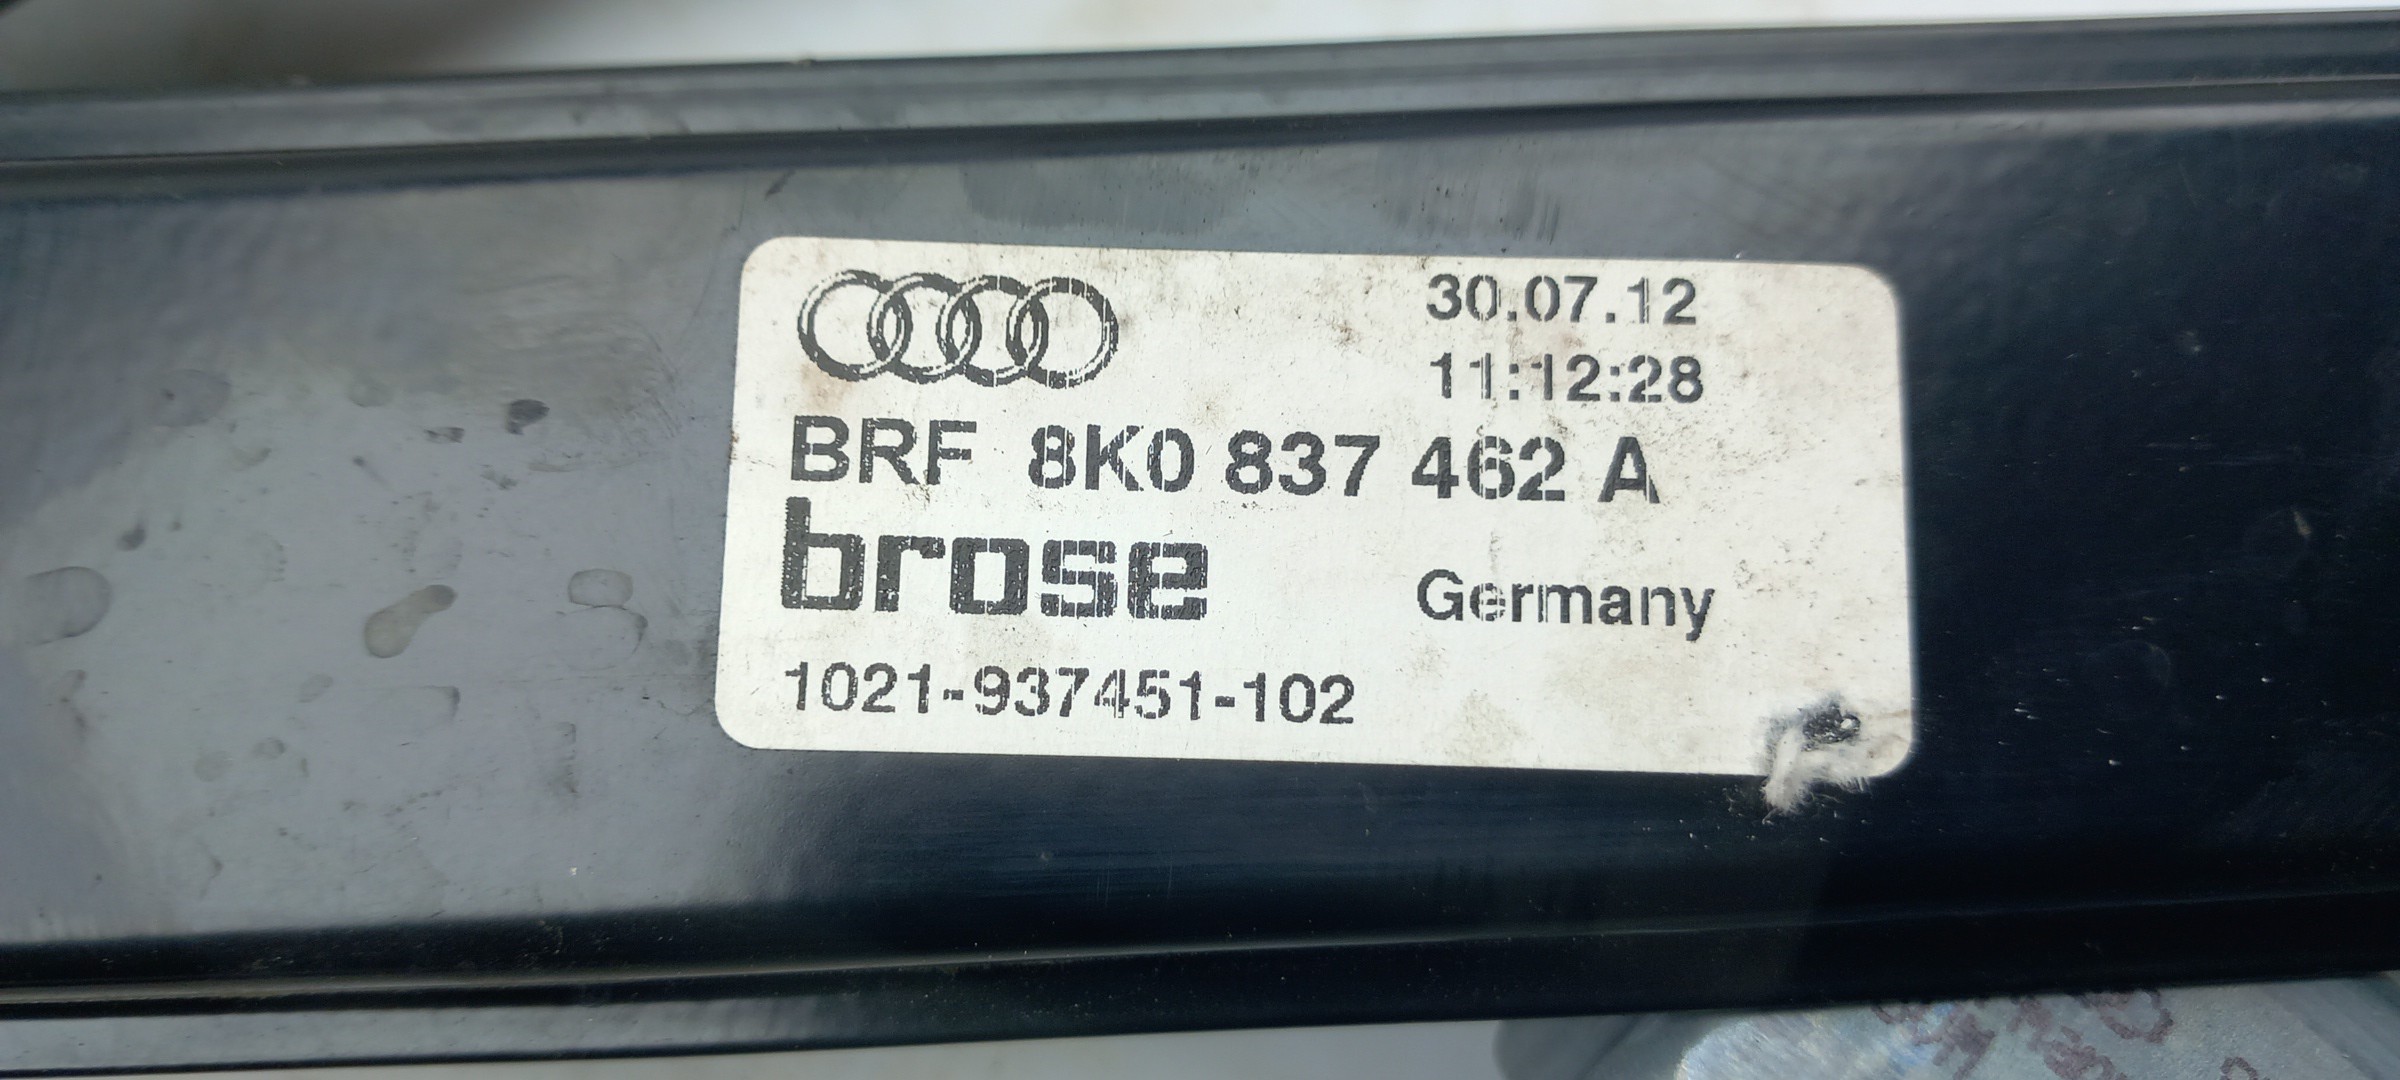 30.07.12
11:12:28
BRF 8K0 837 462 A
brose Germany
1021-937451-102